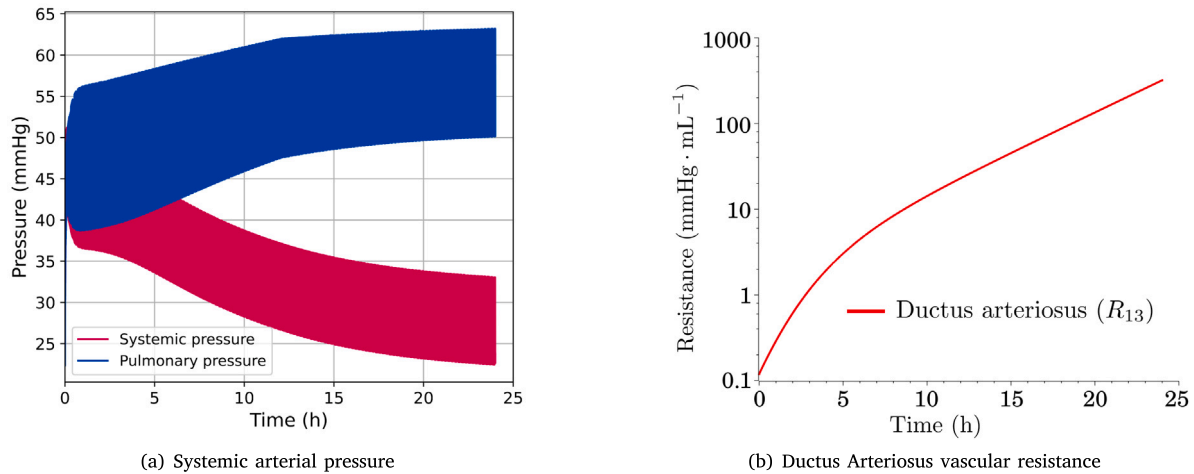 65
60
55
50
45
40
35
30
25
Pressure (mmHg)
Systemic pressure
Pulmonary pressure
0 5 10 15 20 25
Time (h)
(a) Systemic arterial pressure
1000
100
10
1
0.1
Resistance (mmHg · mL⁻¹)
Ductus arteriosus (R₁₃)
0 5 10 15 20 25
Time (h)
(b) Ductus Arteriosus vascular resistance